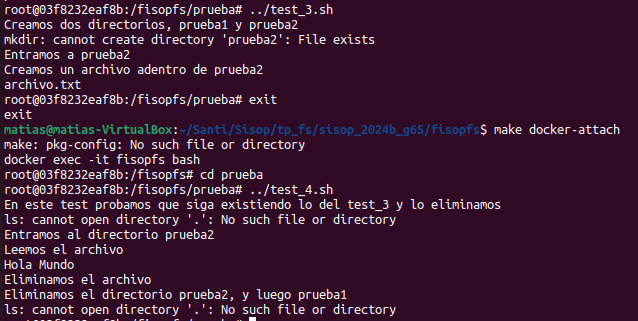 root@03f8232eaf8b:/fisopfs/prueba# ../test_3.sh
Creamos dos directorios, prueba1 y prueba2
mkdir: cannot create directory 'prueba2': File exists
Entramos a prueba2
Creamos un archivo adentro de prueba2
archivo.txt
root@03f8232eaf8b:/fisopfs/prueba# exit
exit
matias@matias-VirtualBox:~/Santi/Sisop/tp_fs/sisop_2024b_g65/fisopfs$ make docker-attach
make: pkg-config: No such file or directory
docker exec -it fisopfs bash
root@03f8232eaf8b:/fisopfs# cd prueba
root@03f8232eaf8b:/fisopfs/prueba# ../test_4.sh
En este test probamos que siga existiendo lo del test_3 y lo eliminamos
ls: cannot open directory '.': No such file or directory
Entramos al directorio prueba2
Leemos el archivo
Hola Mundo
Eliminamos el archivo
Eliminamos el directorio prueba2, y luego prueba1
ls: cannot open directory '.': No such file or directory
root@03f8232eaf8b:/fisopfs/prueba#